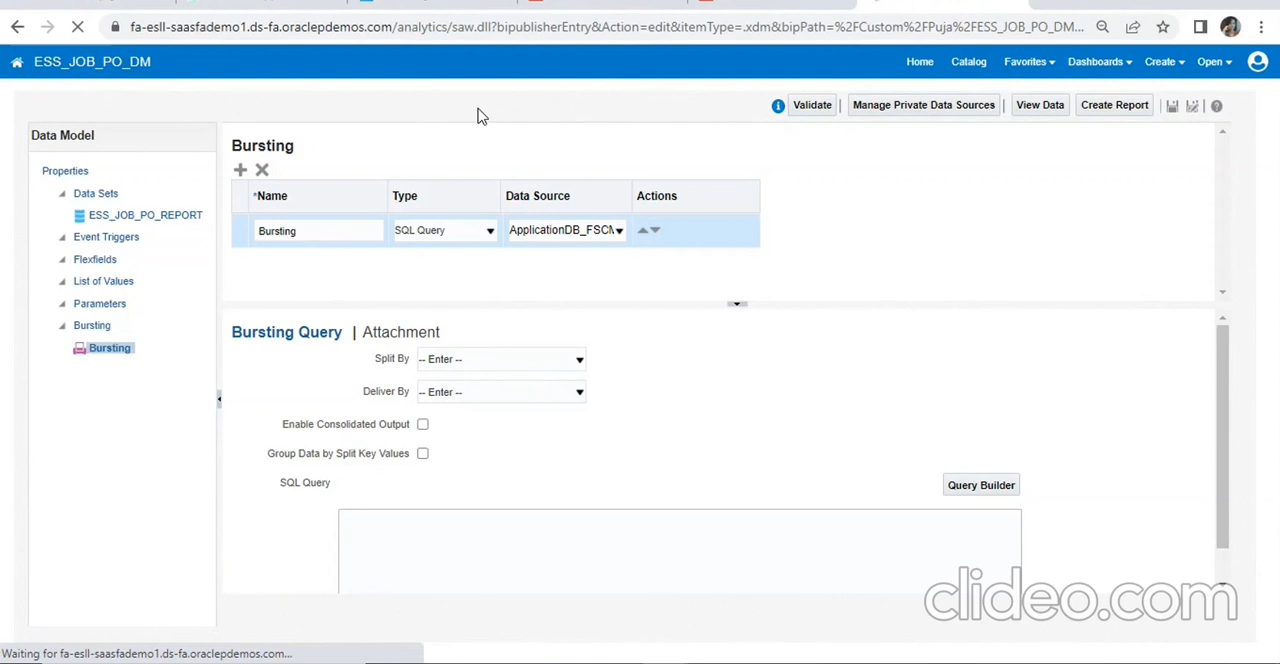 fa-esll-saasfademo1.ds-fa.oraclepdemos.com/analytics/saw.dll?bipublisherEntry&Action=edit&itemType=.xdm&bipPath=%2FCustom%2FPuja%2FESS_JOB_PO_DM...
ESS_JOB_PO_DM
Home Catalog Favorites Dashboards Create Open
Validate | Manage Private Data Sources | View Data Create Report
Data Model
Properties
Data Sets
ESS_JOB_PO_REPORT
Event Triggers
Flexfields
List of Values
Parameters
Bursting
Bursting
Bursting
*Name Type Data Source Actions
Bursting SQL Query ApplicationDB_FSCM
Bursting Query | Attachment
Split By -- Enter --
Deliver By -- Enter --
Enable Consolidated Output
Group Data by Split Key Values
SQL Query
Query Builder
clideo.com
Waiting for fa-esll-saasfademo1.ds-fa.oraclepdemos.com...